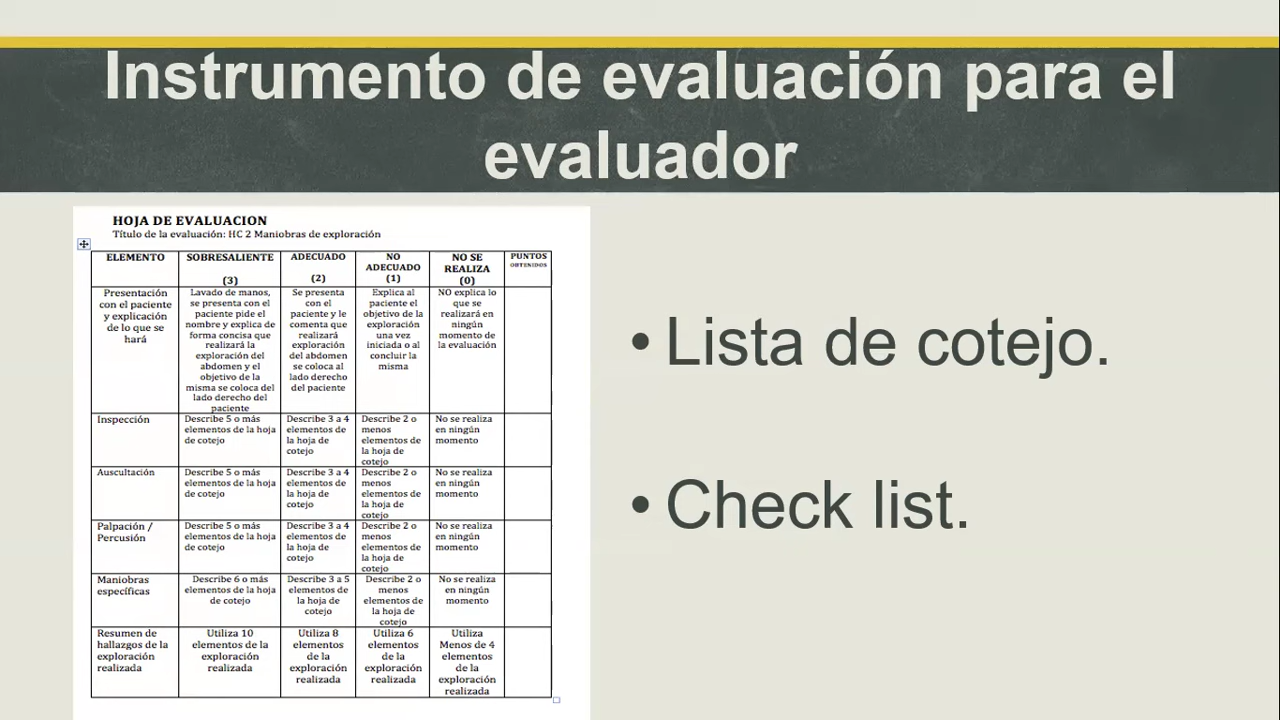 Instrumento de evaluación para el
evaluador
HOJA DE EVALUACION
Título de la evaluación: HC 2 Maniobras de exploración
ELEMENTO
SOBRESALIENTE
(3)
ADECUADO
(2)
NO
ADECUADO
(1)
NO SE
REALIZA
(0)
PUNTOS
OBTENIDOS
Presentación
con el paciente
y explicación
de lo que se
hará
Lavado de manos,
se presenta con el
paciente pide el
nombre y explica de
forma concisa que
realizará la
exploración del
abdomen y el
objetivo de la
misma se coloca del
lado derecho del
paciente
Se presenta
con el
paciente y le
comenta que
realizará
exploración
del abdomen
se coloca al
lado derecho
del paciente
Explica al
paciente el
objetivo de la
exploración
una vez
iniciada o al
concluir la
misma
NO explica lo
que se
realizará en
ningún
momento de
la evaluación
Inspección
Describe 5 o más
elementos de la hoja
de cotejo
Describe 3 a 4
elementos de
la hoja de
cotejo
Describe 2 o
menos
elementos de
la hoja de
cotejo
No se realiza
en ningún
momento
Auscultación
Describe 5 o más
elementos de la hoja
de cotejo
Describe 3 a 4
elementos de
la hoja de
cotejo
Describe 2 o
menos
elementos de
la hoja de
cotejo
No se realiza
en ningún
momento
Palpación /
Percusión
Describe 5 o más
elementos de la hoja
de cotejo
Describe 3 a 4
elementos de
la hoja de
cotejo
Describe 2 o
menos
elementos de
la hoja de
cotejo
No se realiza
en ningún
momento
Maniobras
específicas
Describe 6 o más
elementos de la hoja
de cotejo
Describe 3 a 5
elementos de
la hoja de
cotejo
Describe 2 o
menos
elementos de
la hoja de
cotejo
No se realiza
en ningún
momento
Resumen de
hallazgos de la
exploración
realizada
Utiliza 10
elementos de la
exploración
realizada
Utiliza 8
elementos
de la
exploración
realizada
Utiliza 6
elementos
de la
exploración
realizada
Utiliza
Menos de 4
elementos
de la
exploración
realizada
• Lista de cotejo.
• Check list.